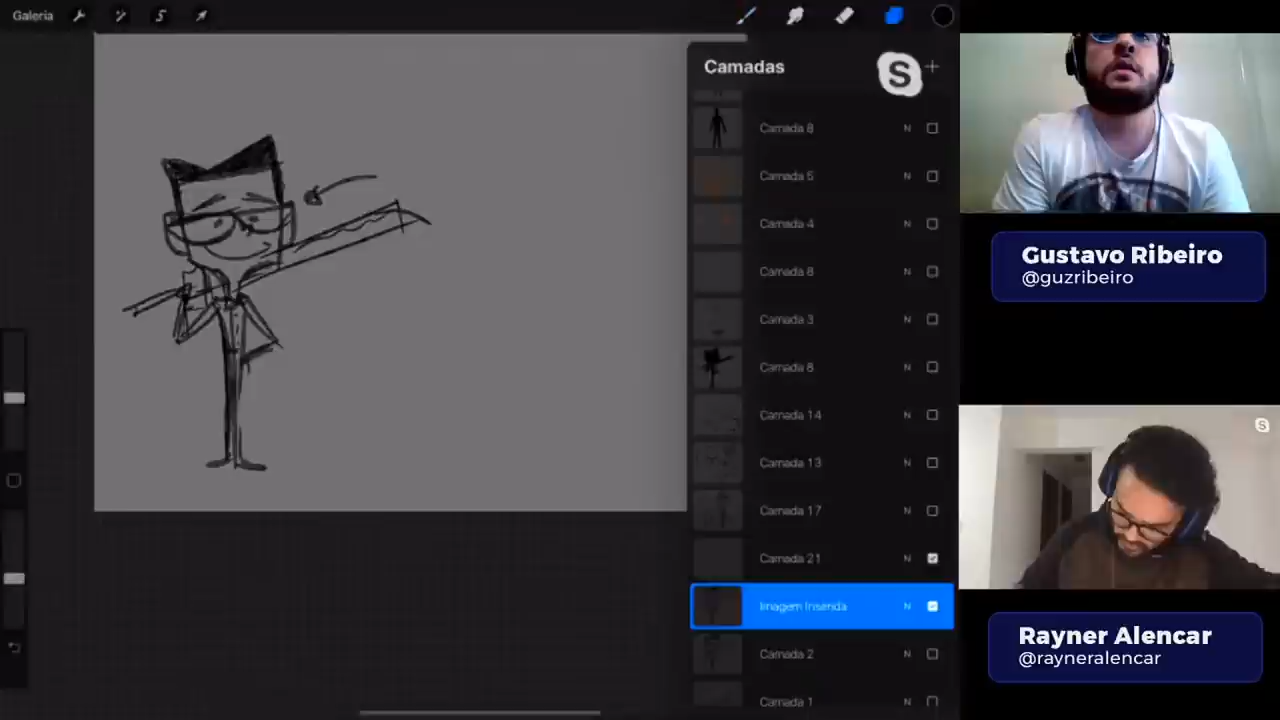 Galeria
Camadas
S
Camada 8
N
Camada 5
N
Camada 4
N
Camada 8
N
Camada 3
N
Camada 8
N
Camada 14
N
Camada 13
N
Camada 17
N
Camada 21
N
Imagem Inserida
N
Camada 2
N
Camada 1
N
Gustavo Ribeiro
@guzribeiro
S
Rayner Alencar
@rayneralencar